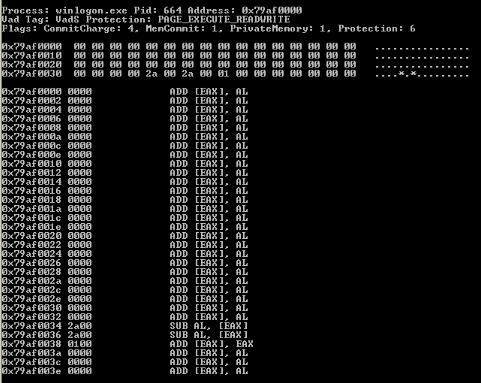 Process: winlogon.exe Pid: 664 Address: 0x79af0000
Vad Tag: VadS Protection: PAGE_EXECUTE_READWRITE
Flags: CommitCharge: 4, MemCommit: 1, PrivateMemory: 1, Protection: 6
0x79af0000 00 00 00 00 00 00 00 00 00 00 00 00 00 00 00 00 ................
0x79af0010 00 00 00 00 00 00 00 00 00 00 00 00 00 00 00 00 ................
0x79af0020 00 00 00 00 00 00 00 00 00 00 00 00 00 00 00 00 ................
0x79af0030 00 00 00 00 2a 00 2a 00 01 00 00 00 00 00 00 00 ....*.*.........
0x79af0000 0000 ADD [EAX], AL
0x79af0002 0000 ADD [EAX], AL
0x79af0004 0000 ADD [EAX], AL
0x79af0006 0000 ADD [EAX], AL
0x79af0008 0000 ADD [EAX], AL
0x79af000a 0000 ADD [EAX], AL
0x79af000c 0000 ADD [EAX], AL
0x79af000e 0000 ADD [EAX], AL
0x79af0010 0000 ADD [EAX], AL
0x79af0012 0000 ADD [EAX], AL
0x79af0014 0000 ADD [EAX], AL
0x79af0016 0000 ADD [EAX], AL
0x79af0018 0000 ADD [EAX], AL
0x79af001a 0000 ADD [EAX], AL
0x79af001c 0000 ADD [EAX], AL
0x79af001e 0000 ADD [EAX], AL
0x79af0020 0000 ADD [EAX], AL
0x79af0022 0000 ADD [EAX], AL
0x79af0024 0000 ADD [EAX], AL
0x79af0026 0000 ADD [EAX], AL
0x79af0028 0000 ADD [EAX], AL
0x79af002a 0000 ADD [EAX], AL
0x79af002c 0000 ADD [EAX], AL
0x79af002e 0000 ADD [EAX], AL
0x79af0030 0000 ADD [EAX], AL
0x79af0032 0000 ADD [EAX], AL
0x79af0034 2a00 SUB AL, [EAX]
0x79af0036 2a00 SUB AL, [EAX]
0x79af0038 0100 ADD [EAX], EAX
0x79af003a 0000 ADD [EAX], AL
0x79af003c 0000 ADD [EAX], AL
0x79af003e 0000 ADD [EAX], AL